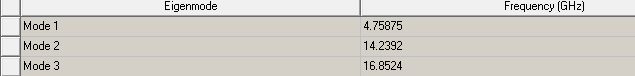 Eigenmode Frequency (GHz)
Mode 1 4.75875
Mode 2 14.2392
Mode 3 16.8524